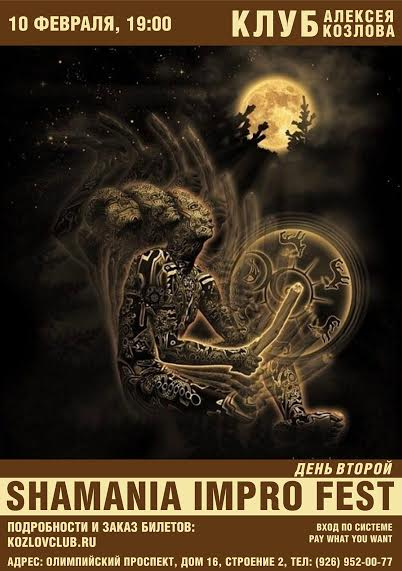 10 ФЕВРАЛЯ, 19:00
КЛУБ АЛЕКСЕЯ
КОЗЛОВА
ДЕНЬ ВТОРОЙ
SHAMANIA IMPRO FEST
ПОДРОБНОСТИ И ЗАКАЗ БИЛЕТОВ:
KOZLOVCLUB.RU
ВХОД ПО СИСТЕМЕ
PAY WHAT YOU WANT
АДРЕС: ОЛИМПИЙСКИЙ ПРОСПЕКТ, ДОМ 16, СТРОЕНИЕ 2, ТЕЛ: (926) 952-00-77